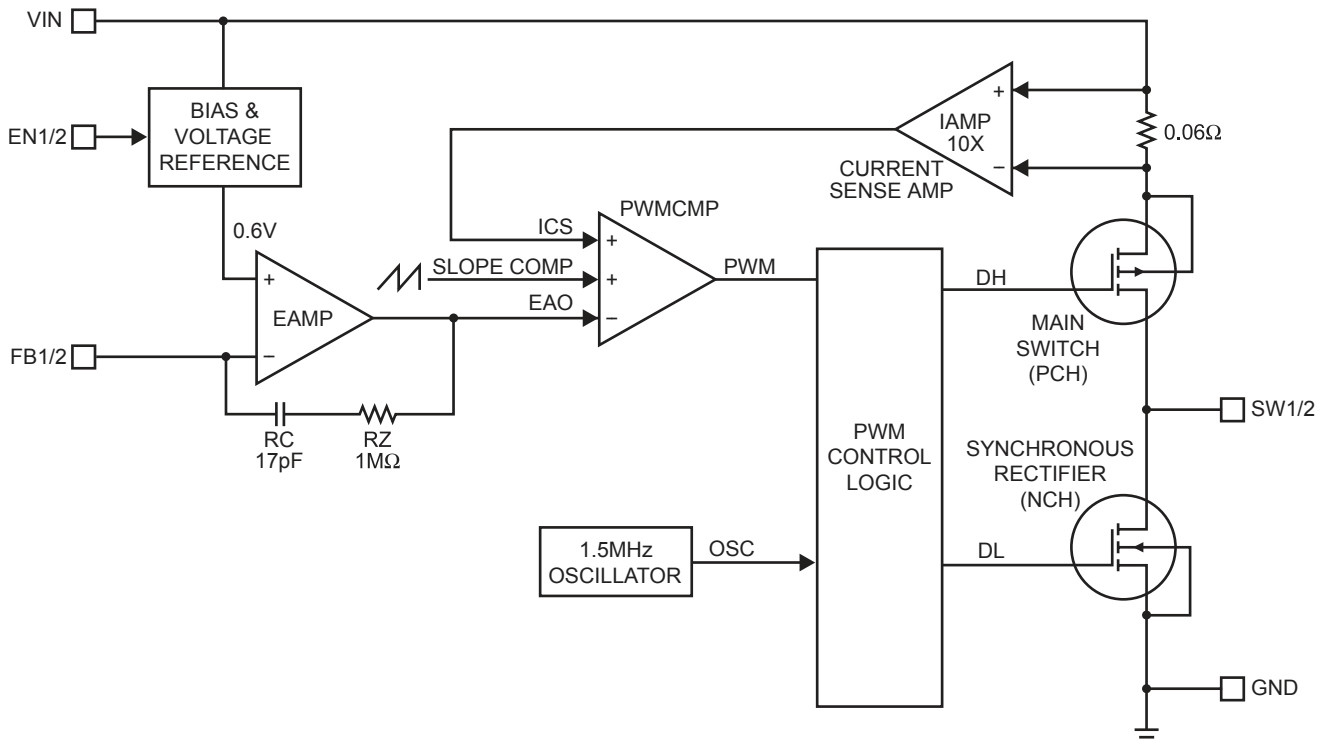 VIN
BIAS &
VOLTAGE
REFERENCE
EN1/2
0.6V
+
EAMP
−
FB1/2
RC
17pF
RZ
1MΩ
+
IAMP
10X
−
CURRENT
SENSE AMP
0.06Ω
PWMCMP
ICS
+
SLOPE COMP
+
EAO
−
PWM
PWM
CONTROL
LOGIC
1.5MHz
OSCILLATOR
OSC
DH
MAIN
SWITCH
(PCH)
SW1/2
SYNCHRONOUS
RECTIFIER
(NCH)
DL
GND